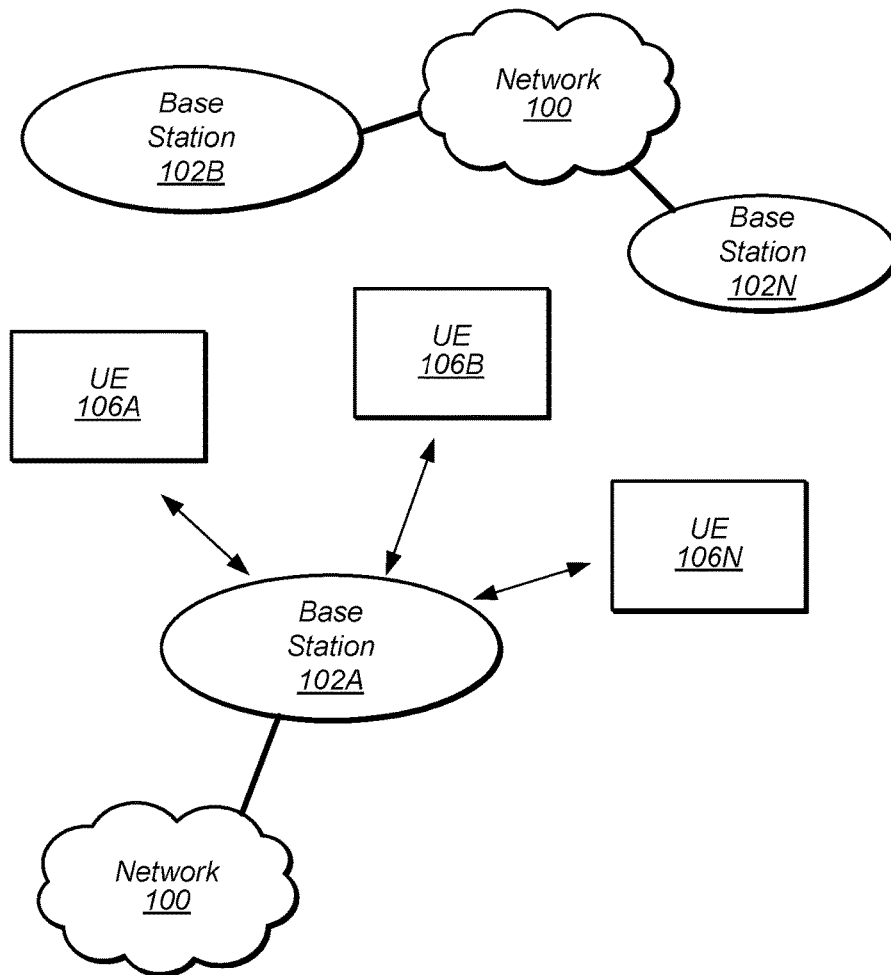 Network
100
Base
Station
102B
Base
Station
102N
UE
106B
UE
106A
UE
106N
Base
Station
102A
Network
100